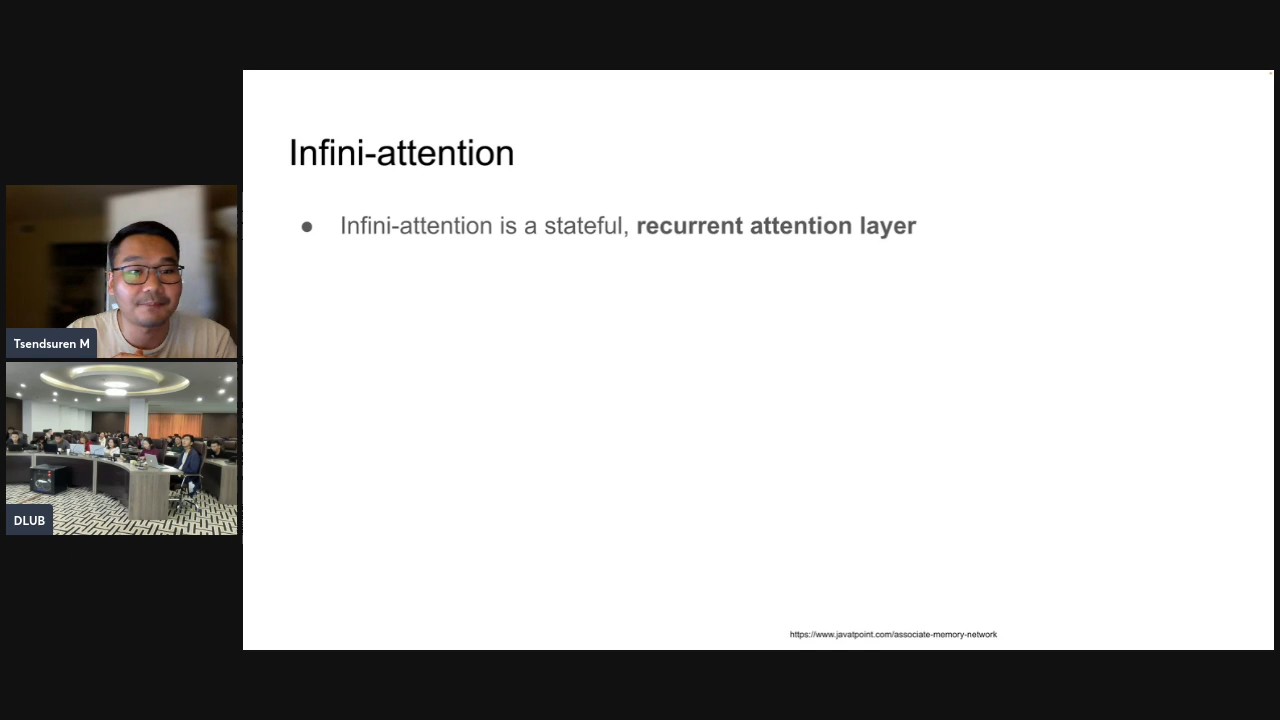 Infini-attention
● Infini-attention is a stateful, recurrent attention layer
Tsendsuren M
DLUB
https://www.javatpoint.com/associate-memory-network